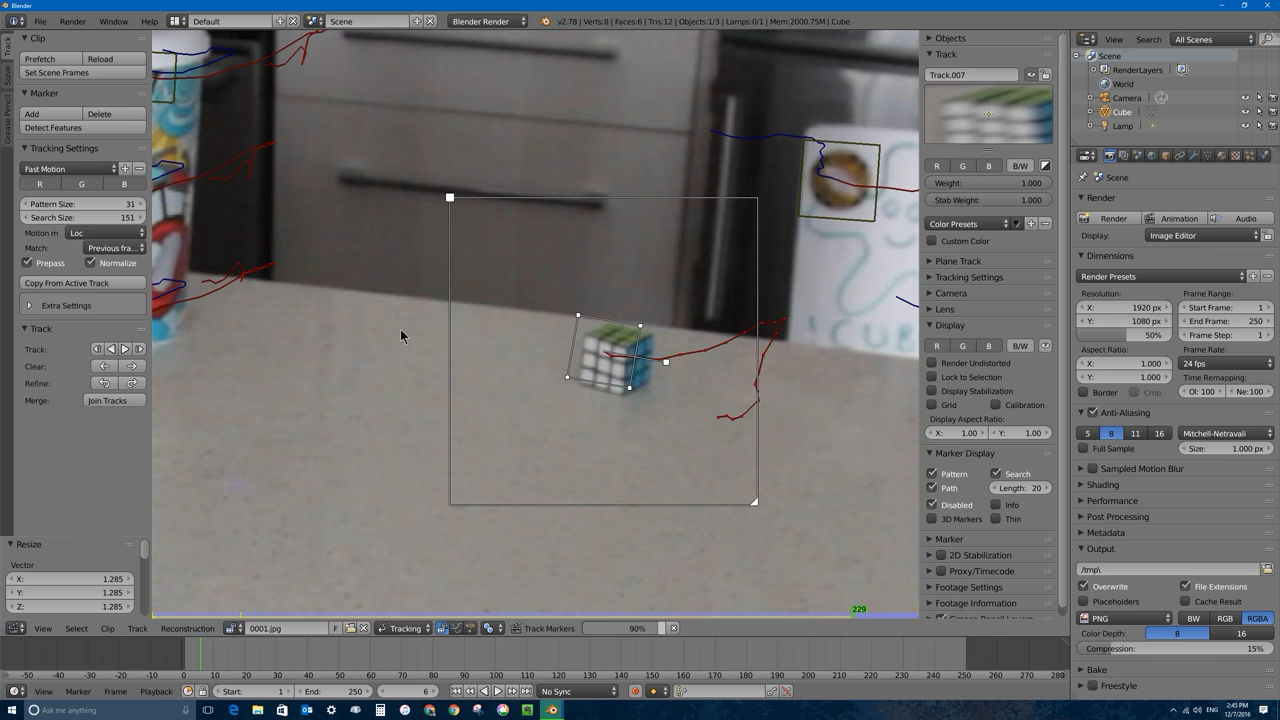 Blender
File Render Window Help Default Scene Blender Render v2.78 | Verts:8 | Faces:6 | Tris:12 | Objects:1/3 | Lamps:0/1 | Mem:2000.75M | Cube
Track
Solve
Grease Pencil
Clip
Prefetch Reload
Set Scene Frames
Marker
Add Delete
Detect Features
Tracking Settings
Fast Motion
R G B
Pattern Size: 31
Search Size: 151
Motion m Loc
Match: Previous fra...
Prepass Normalize
Copy From Active Track
Extra Settings
Track
Track:
Clear:
Refine:
Merge: Join Tracks
Resize
Vector
X: 1.285
Y: 1.285
Z: 1.285
229
Objects
Track
Track.007
R G B B/W
Weight: 1.000
Stab Weight: 1.000
Color Presets
Custom Color
Plane Track
Tracking Settings
Camera
Lens
Display
R G B B/W
Render Undistorted
Lock to Selection
Display Stabilization
Grid Calibration
Display Aspect Ratio:
X: 1.00 Y: 1.00
Marker Display
Pattern Search
Path Length: 20
Disabled Info
3D Markers Thin
Marker
2D Stabilization
Proxy/Timecode
Footage Settings
Footage Information
View Search All Scenes
Scene
RenderLayers
World
Camera
Cube
Lamp
Scene
Render
Render Animation Audio
Display: Image Editor
Dimensions
Render Presets
Resolution: Frame Range:
X: 1920 px Start Frame: 1
Y: 1080 px End Frame: 250
50% Frame Step: 1
Aspect Ratio: Frame Rate:
X: 1.000 24 fps
Y: 1.000 Time Remapping:
Border Crop Ol: 100 Ne:100
Anti-Aliasing
5 8 11 16 Mitchell-Netravali
Full Sample Size: 1.000 px
Sampled Motion Blur
Shading
Performance
Post Processing
Metadata
Output
/tmp\
Overwrite File Extensions
Placeholders Cache Result
PNG BW RGB RGBA
Color Depth: 8 16
Compression: 15%
Bake
Freestyle
View Select Clip Track Reconstruction 0001.jpg F Tracking Track Markers 90%
-50 -40 -30 -20 -10 0 10 20 30 40 50 60 70 80 90 100 110 120 130 140 150 160 170 180 190 200 210 220 230 240 250 260 270 280
View Marker Frame Playback Start: 1 End: 250 6 No Sync
Ask me anything
2:45 PM
12/7/2016